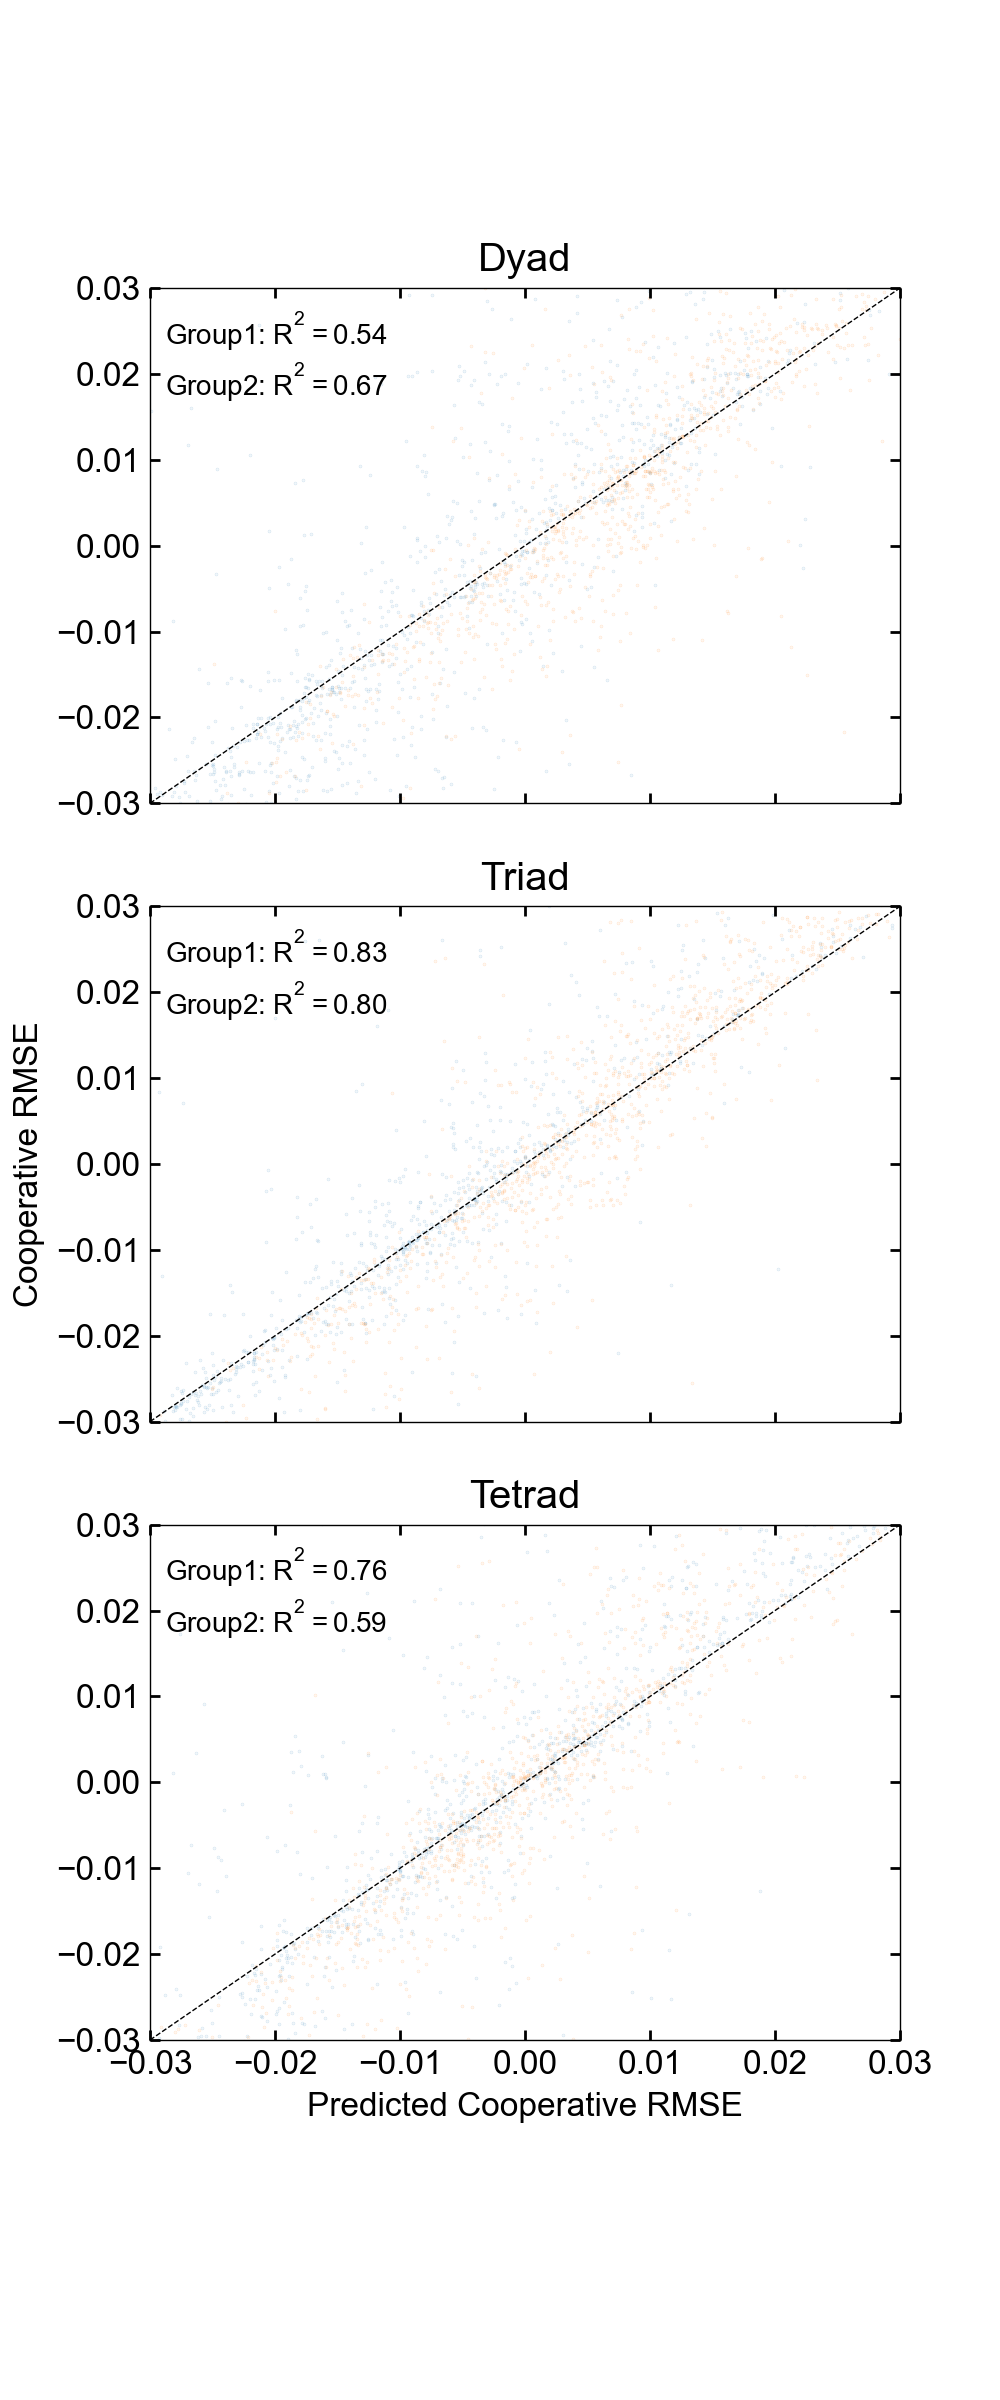 Dyad
0.03
Group1: R² = 0.54
0.02
Group2: R² = 0.67
0.01
0.00
−0.01
−0.02
−0.03
Triad
0.03
Group1: R² = 0.83
0.02
Group2: R² = 0.80
0.01
0.00
−0.01
−0.02
−0.03
Cooperative RMSE
Tetrad
0.03
Group1: R² = 0.76
0.02
Group2: R² = 0.59
0.01
0.00
−0.01
−0.02
−0.03
−0.03 −0.02 −0.01 0.00 0.01 0.02 0.03
Predicted Cooperative RMSE